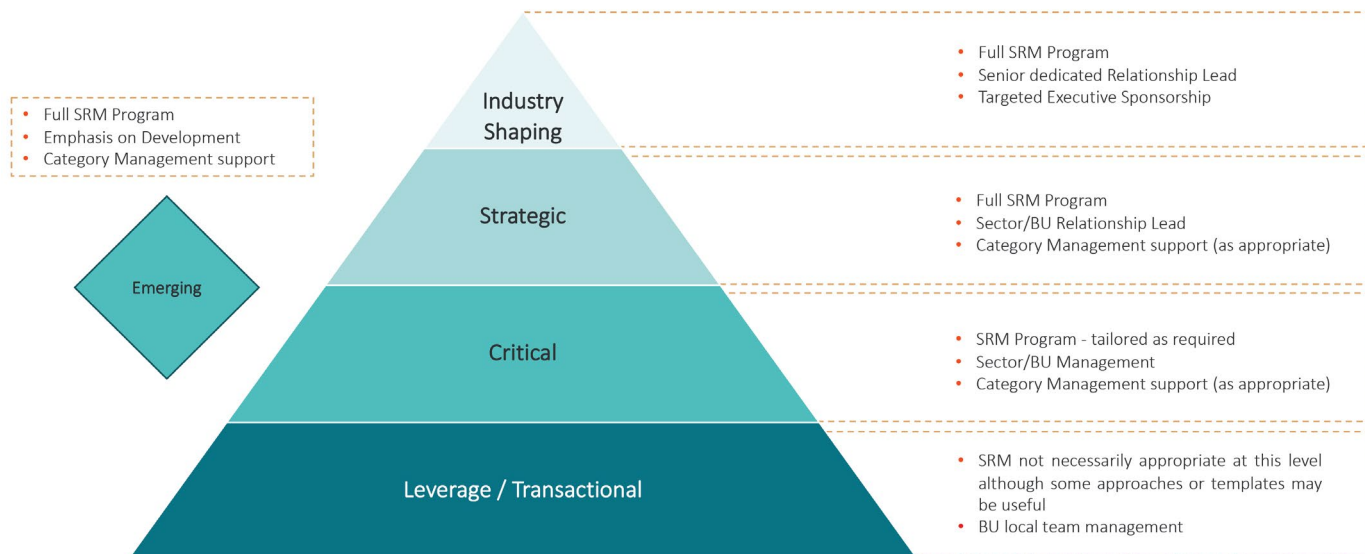 • Full SRM Program
• Emphasis on Development
• Category Management support
Emerging
Industry
Shaping
• Full SRM Program
• Senior dedicated Relationship Lead
• Targeted Executive Sponsorship
Strategic
• Full SRM Program
• Sector/BU Relationship Lead
• Category Management support (as appropriate)
Critical
• SRM Program - tailored as required
• Sector/BU Management
• Category Management support (as appropriate)
Leverage / Transactional
• SRM not necessarily appropriate at this level
although some approaches or templates may
be useful
• BU local team management